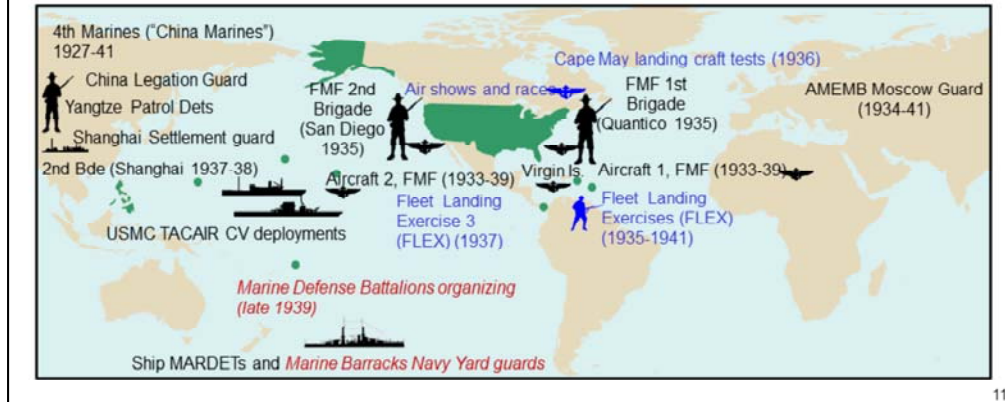 4th Marines ("China Marines")
1927-41
China Legation Guard
Yangtze Patrol Dets
Shanghai Settlement guard
2nd Bde (Shanghai 1937-38)
FMF 2nd
Brigade
(San Diego
1935)
Air shows and races
Cape May landing craft tests (1936)
FMF 1st
Brigade
(Quantico 1935)
AMEMB Moscow Guard
(1934-41)
Aircraft 2, FMF (1933-39)
Virgin Is.
Aircraft 1, FMF (1933-39)
Fleet Landing
Exercise 3
(FLEX) (1937)
Fleet Landing
Exercises (FLEX)
(1935-1941)
USMC TACAIR CV deployments
Marine Defense Battalions organizing
(late 1939)
Ship MARDETs and Marine Barracks Navy Yard guards
11